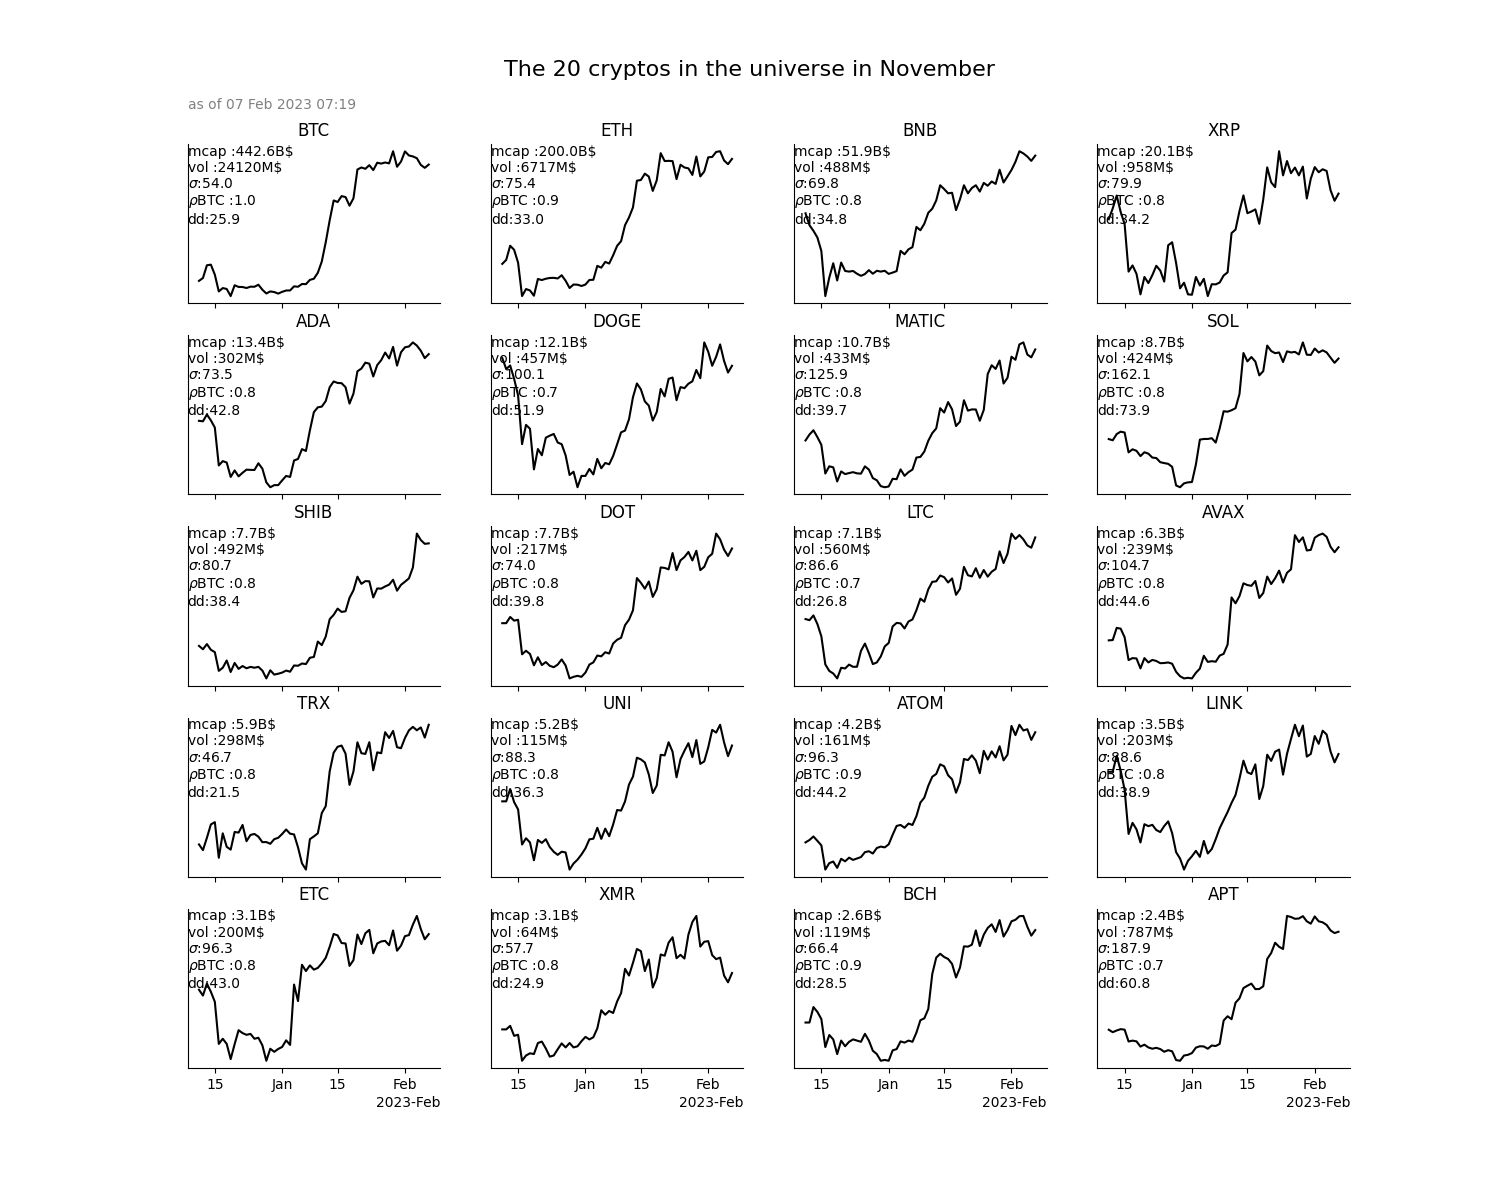 The 20 cryptos in the universe in November
as of 07 Feb 2023 07:19
BTC
mcap :442.6B$
vol :24120M$
σ:54.0
ρBTC :1.0
dd:25.9
ETH
mcap :200.0B$
vol :6717M$
σ:75.4
ρBTC :0.9
dd:33.0
BNB
mcap :51.9B$
vol :488M$
σ:69.8
ρBTC :0.8
dd:34.8
XRP
mcap :20.1B$
vol :958M$
σ:79.9
ρBTC :0.8
dd:34.2
ADA
mcap :13.4B$
vol :302M$
σ:73.5
ρBTC :0.8
dd:42.8
DOGE
mcap :12.1B$
vol :457M$
σ:100.1
ρBTC :0.7
dd:51.9
MATIC
mcap :10.7B$
vol :433M$
σ:125.9
ρBTC :0.8
dd:39.7
SOL
mcap :8.7B$
vol :424M$
σ:162.1
ρBTC :0.8
dd:73.9
SHIB
mcap :7.7B$
vol :492M$
σ:80.7
ρBTC :0.8
dd:38.4
DOT
mcap :7.7B$
vol :217M$
σ:74.0
ρBTC :0.8
dd:39.8
LTC
mcap :7.1B$
vol :560M$
σ:86.6
ρBTC :0.7
dd:26.8
AVAX
mcap :6.3B$
vol :239M$
σ:104.7
ρBTC :0.8
dd:44.6
TRX
mcap :5.9B$
vol :298M$
σ:46.7
ρBTC :0.8
dd:21.5
UNI
mcap :5.2B$
vol :115M$
σ:88.3
ρBTC :0.8
dd:36.3
ATOM
mcap :4.2B$
vol :161M$
σ:96.3
ρBTC :0.9
dd:44.2
LINK
mcap :3.5B$
vol :203M$
σ:88.6
ρBTC :0.8
dd:38.9
ETC
mcap :3.1B$
vol :200M$
σ:96.3
ρBTC :0.8
dd:43.0
XMR
mcap :3.1B$
vol :64M$
σ:57.7
ρBTC :0.8
dd:24.9
BCH
mcap :2.6B$
vol :119M$
σ:66.4
ρBTC :0.9
dd:28.5
APT
mcap :2.4B$
vol :787M$
σ:187.9
ρBTC :0.7
dd:60.8
15 Jan 15 Feb
2023-Feb
15 Jan 15 Feb
2023-Feb
15 Jan 15 Feb
2023-Feb
15 Jan 15 Feb
2023-Feb